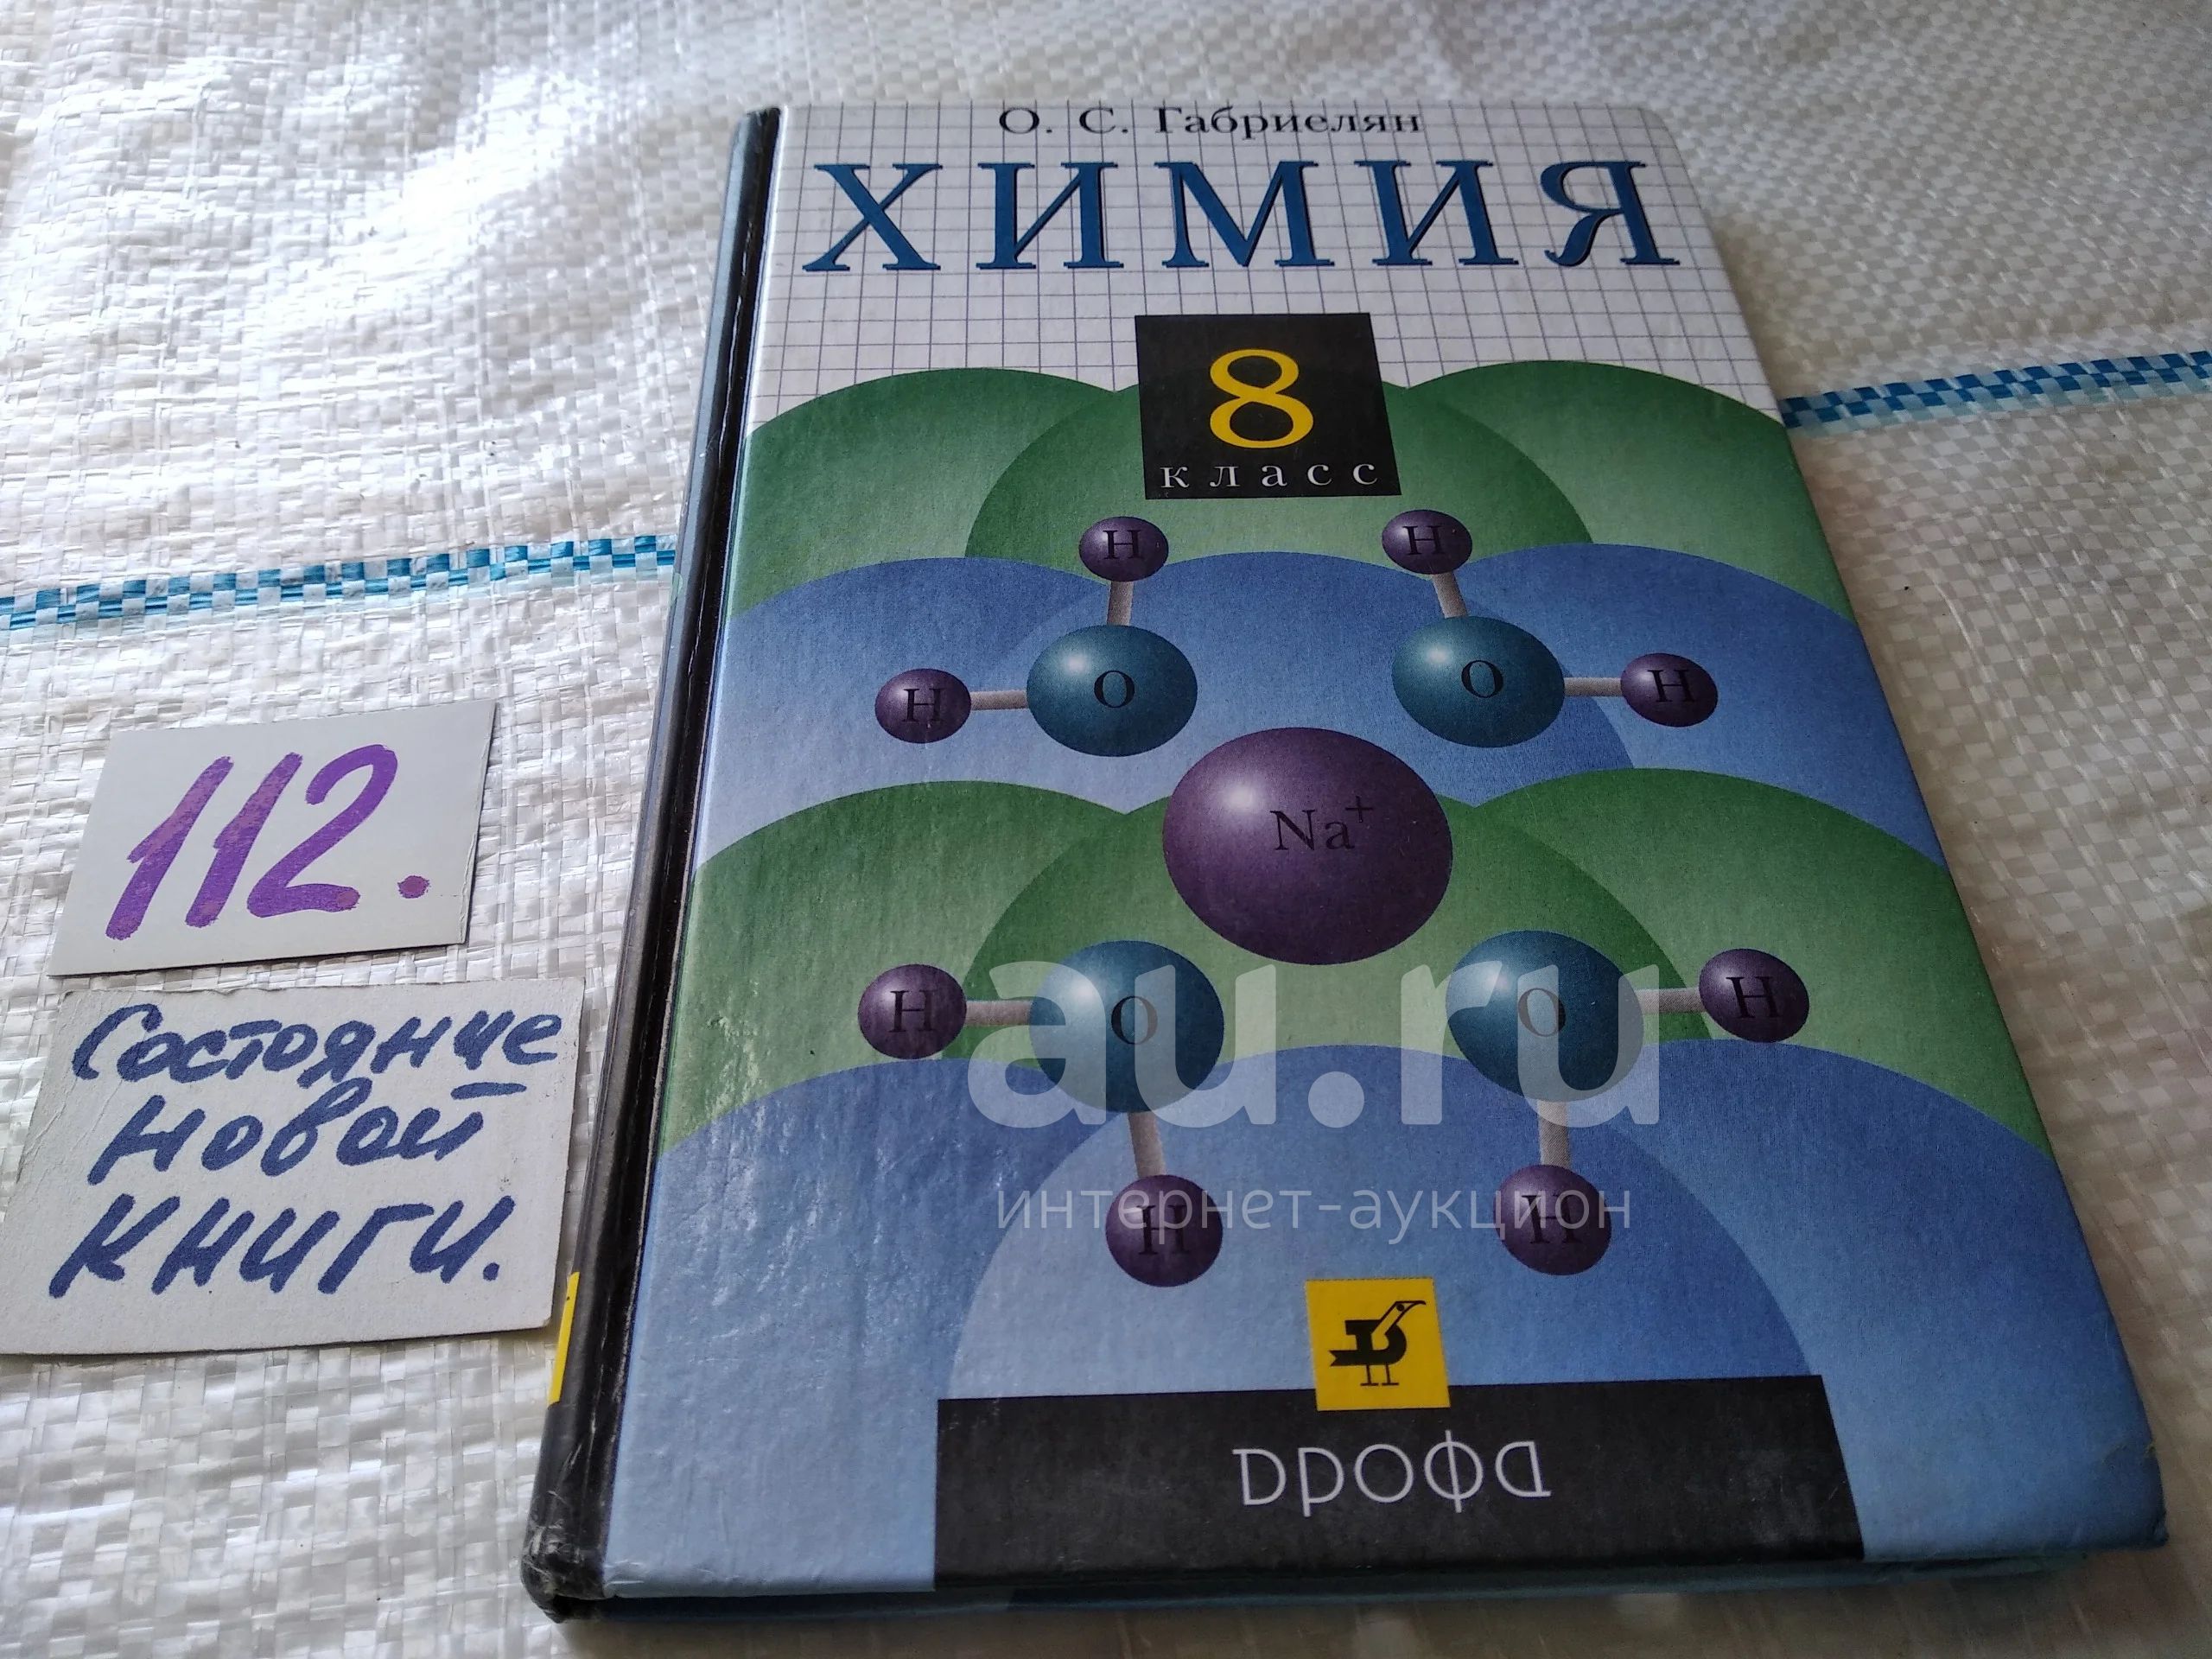 О. С. Габриелян
ХИМИЯ
8
класс
H H
H O O H
Na+
H O O H
H H
дрофа
112.
Состояние
новой
книги.
au.ru
интернет-аукцион